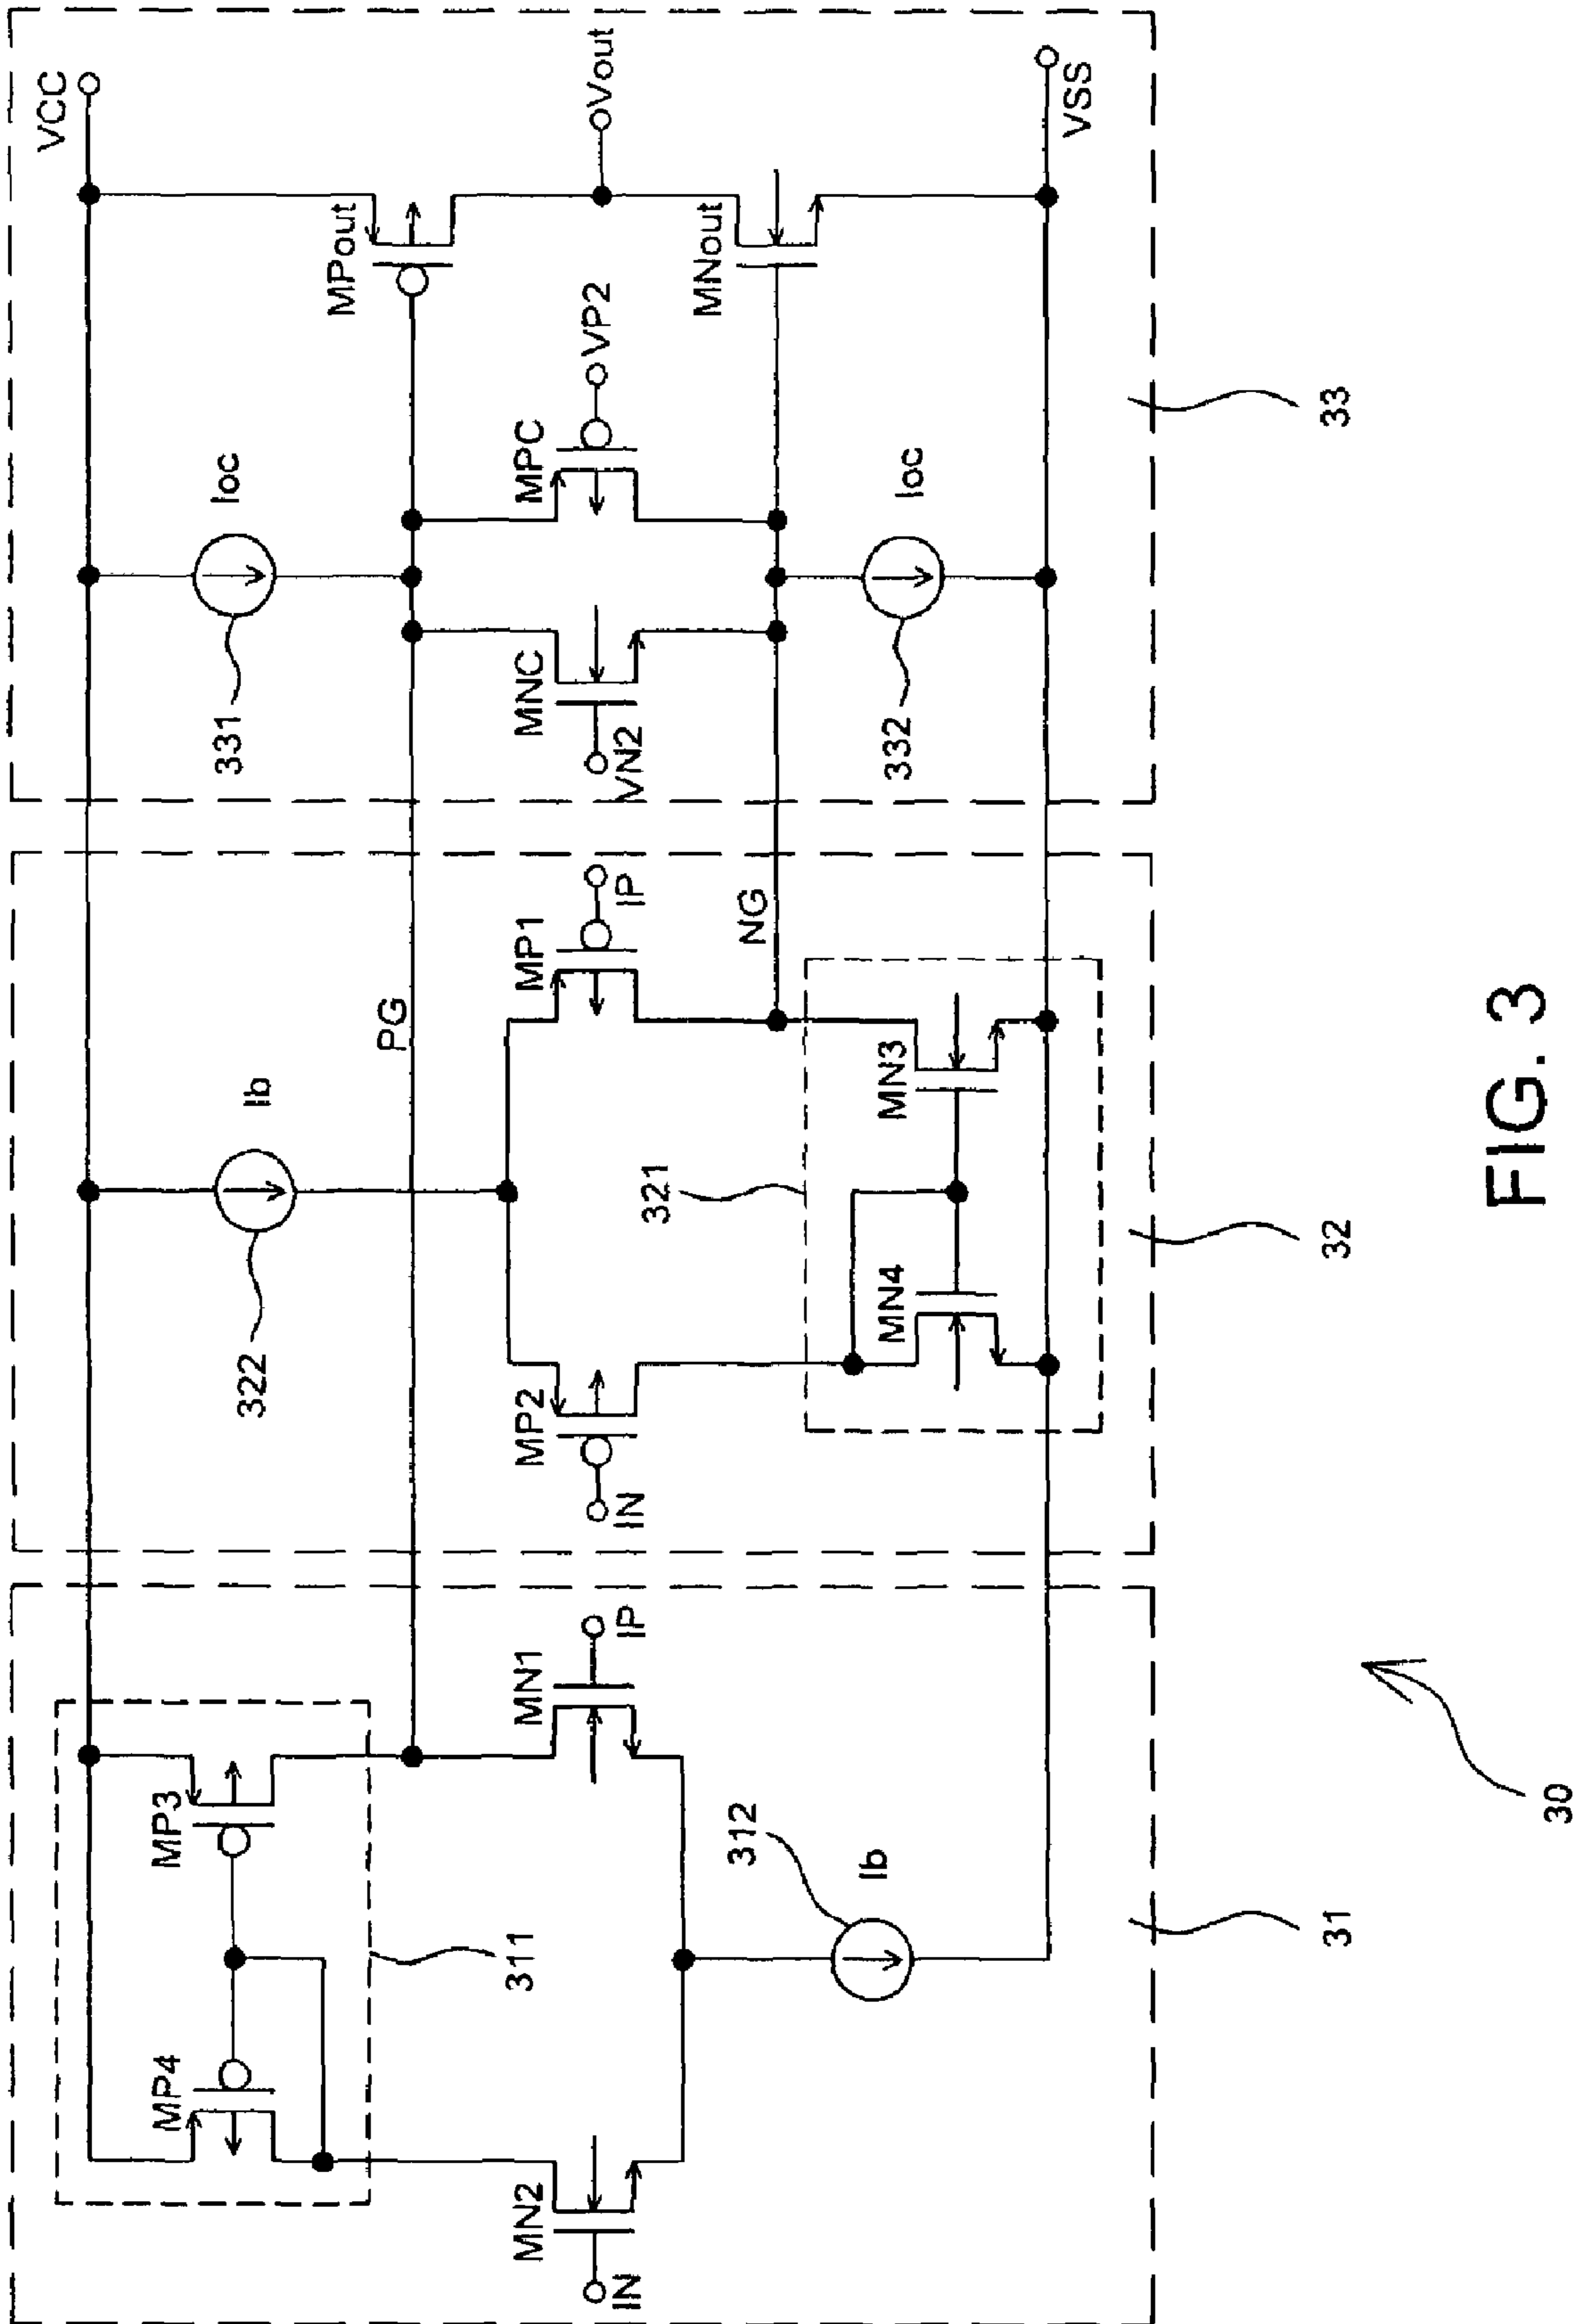 VCC
MP4
MP3
311
MN2
IN
MN1
IP
312
Ib
31
30
322
Ib
PG
MP2
IN
MP1
IP
NG
321
MN4
MN3
32
331
Ioc
MPout
MNC
VN2
MPC
VP2
Vout
MNout
332
Ioc
VSS
33
FIG. 3